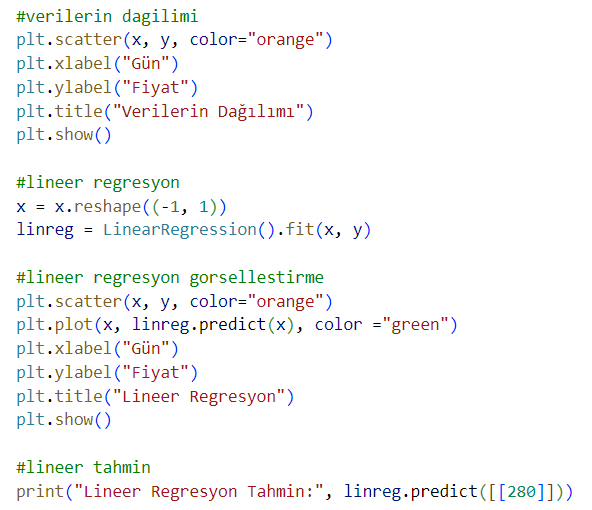 #verilerin dagilimi
plt.scatter(x, y, color="orange")
plt.xlabel("Gün")
plt.ylabel("Fiyat")
plt.title("Verilerin Dağılımı")
plt.show()

#lineer regresyon
x = x.reshape((-1, 1))
linreg = LinearRegression().fit(x, y)

#lineer regresyon gorsellestirme
plt.scatter(x, y, color="orange")
plt.plot(x, linreg.predict(x), color ="green")
plt.xlabel("Gün")
plt.ylabel("Fiyat")
plt.title("Lineer Regresyon")
plt.show()

#lineer tahmin
print("Lineer Regresyon Tahmin:", linreg.predict([[280]]))